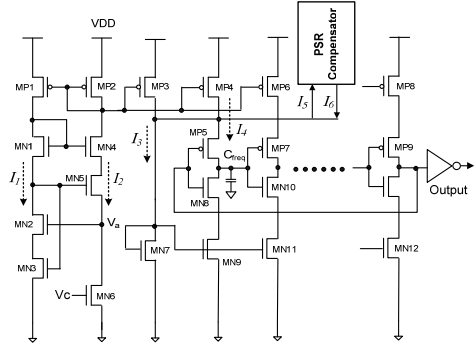 VDD
PSR
Compensator
MP1
MP2
MP3
MP4
MP6
MP8
I5
I6
MN1
MN4
I3
MP5
I4
Cfreq
MP7
MP9
I1
MN5
I2
MN8
MN10
Output
MN2
Va
MN3
MN7
MN9
MN11
MN12
Vc
MN6